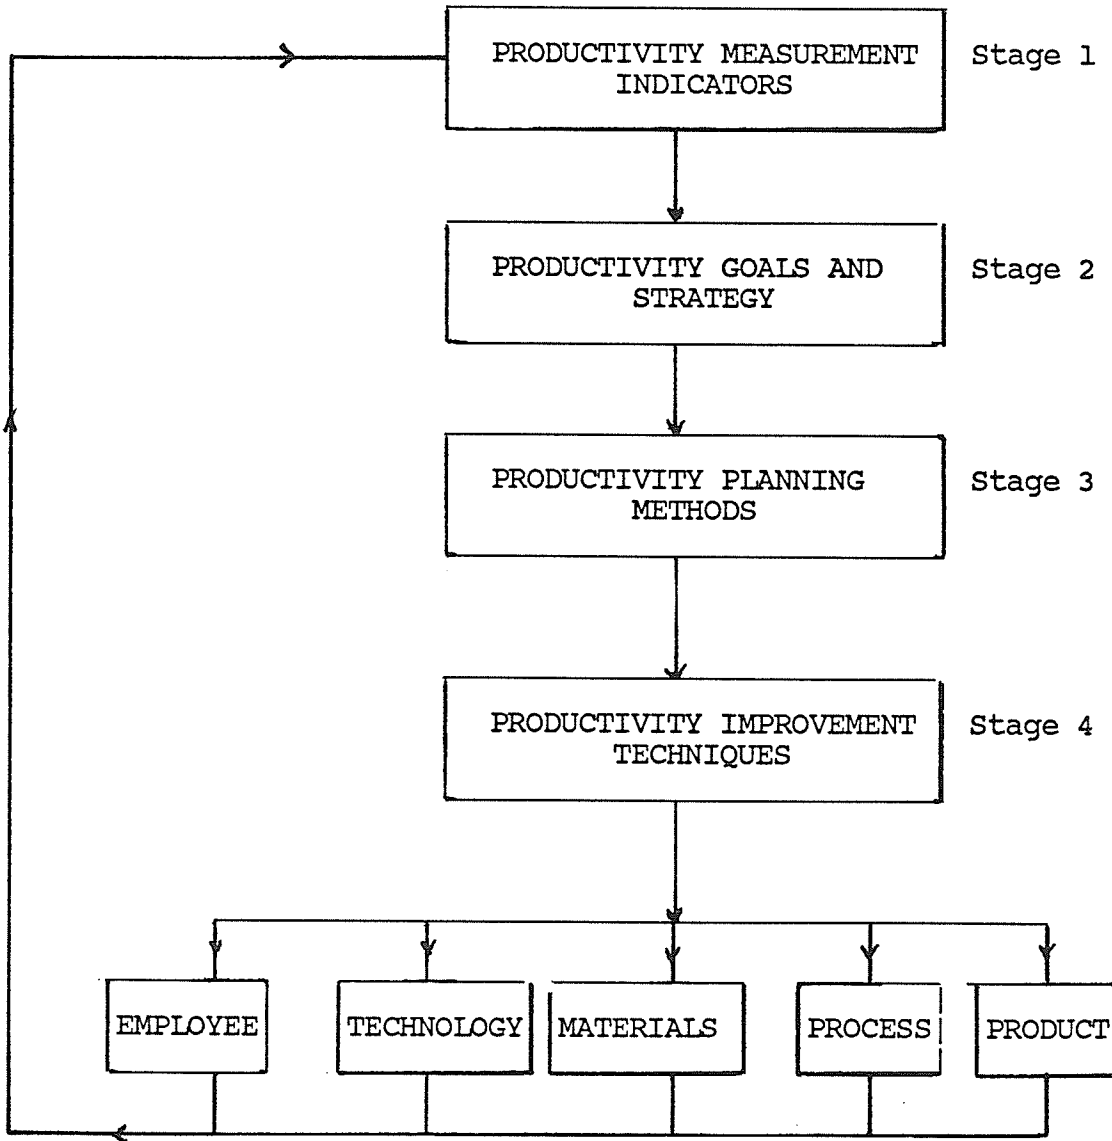 PRODUCTIVITY MEASUREMENT
INDICATORS
Stage 1
PRODUCTIVITY GOALS AND
STRATEGY
Stage 2
PRODUCTIVITY PLANNING
METHODS
Stage 3
PRODUCTIVITY IMPROVEMENT
TECHNIQUES
Stage 4
EMPLOYEE
TECHNOLOGY
MATERIALS
PROCESS
PRODUCT